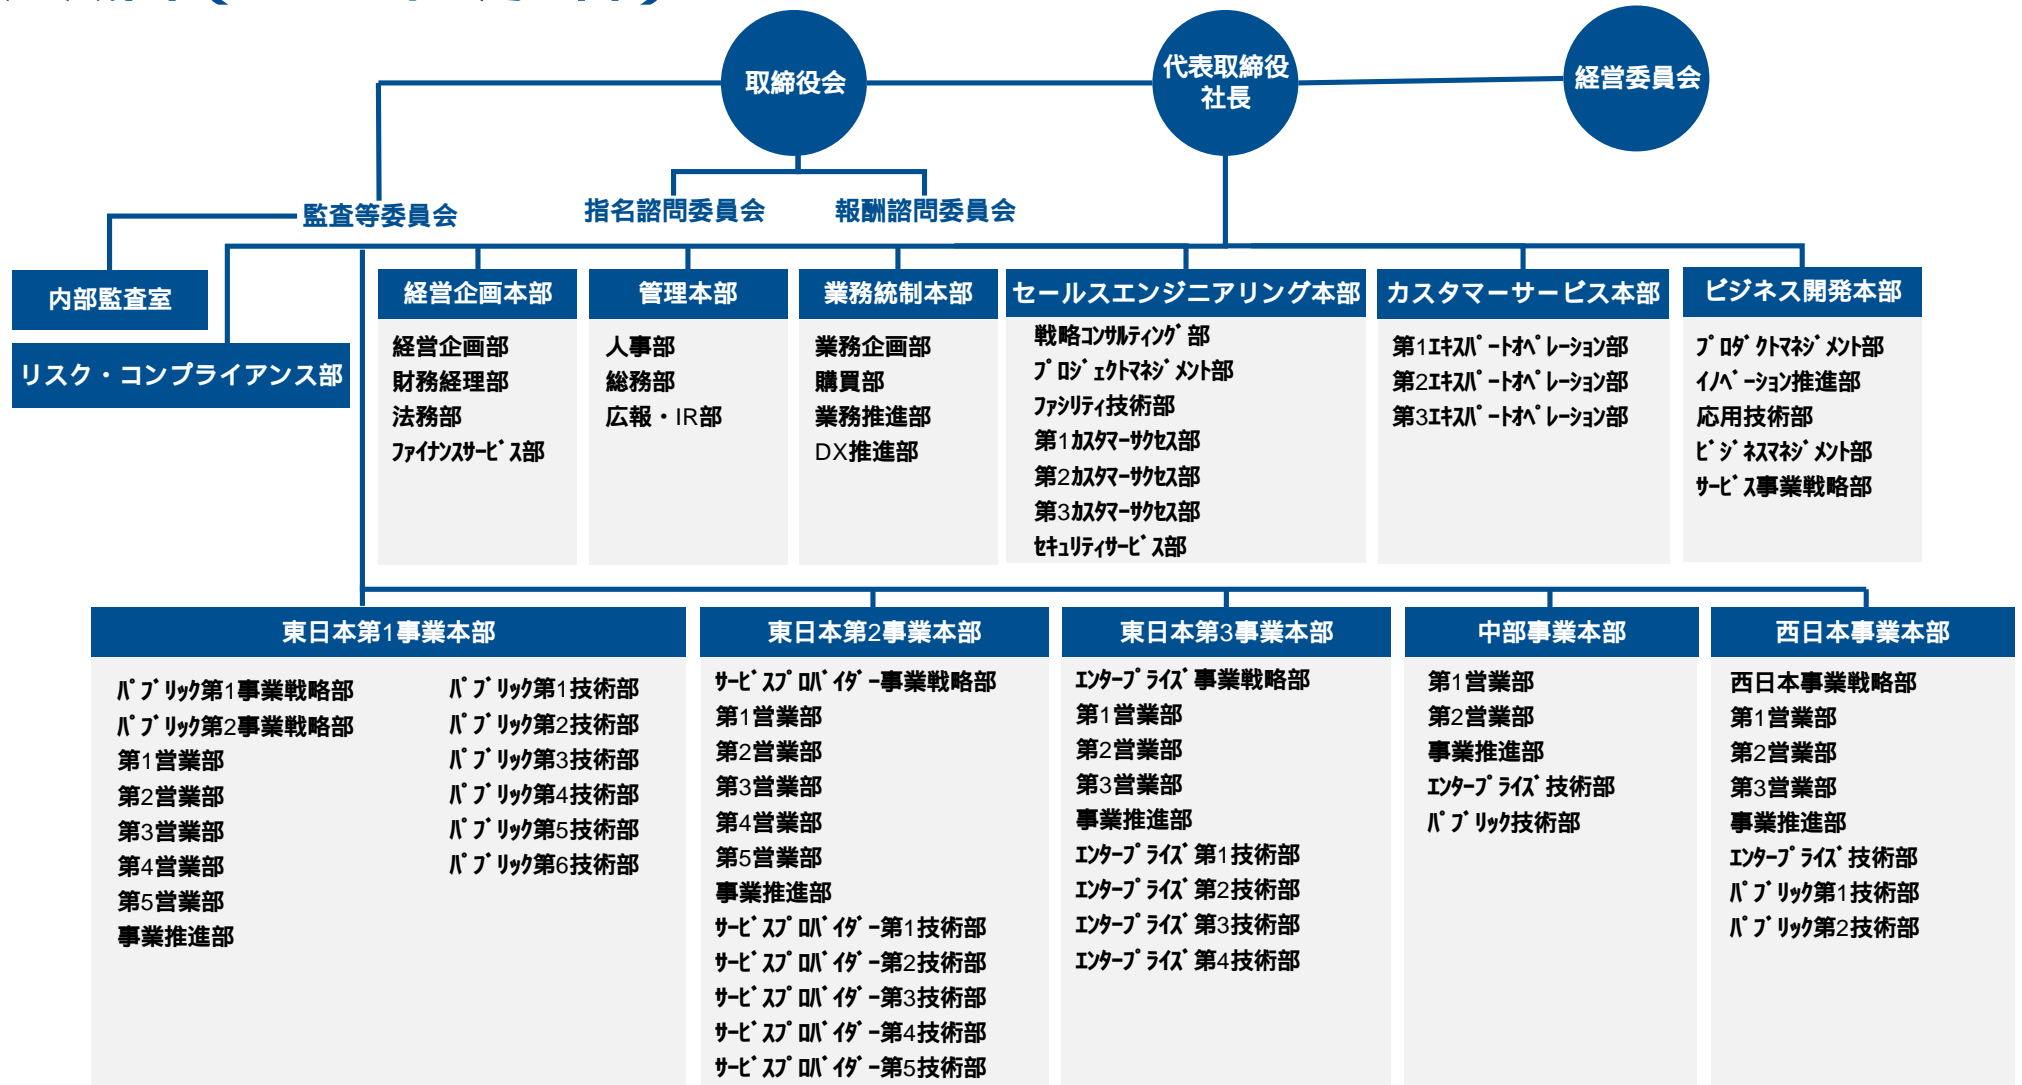 取締役会
代表取締役
社長
経営委員会
監査等委員会
指名諮問委員会
報酬諮問委員会
内部監査室
リスク・コンプライアンス部
経営企画本部
経営企画部
財務経理部
法務部
ﾌｧｲﾅﾝｽｻｰﾋﾞｽ部
管理本部
人事部
総務部
広報・IR部
業務統制本部
業務企画部
購買部
業務推進部
DX推進部
セールスエンジニアリング本部
戦略ｺﾝｻﾙﾃｨﾝｸﾞ部
ﾌﾟﾛｼﾞｪｸﾄﾏﾈｼﾞﾒﾝﾄ部
ﾌｧｼﾘﾃｨ技術部
第1ｶｽﾀﾏｰｻｸｾｽ部
第2ｶｽﾀﾏｰｻｸｾｽ部
第3ｶｽﾀﾏｰｻｸｾｽ部
ｾｷｭﾘﾃｨｻｰﾋﾞｽ部
カスタマーサービス本部
第1ｴｷｽﾊﾟｰﾄｵﾍﾟﾚｰｼｮﾝ部
第2ｴｷｽﾊﾟｰﾄｵﾍﾟﾚｰｼｮﾝ部
第3ｴｷｽﾊﾟｰﾄｵﾍﾟﾚｰｼｮﾝ部
ビジネス開発本部
ﾌﾟﾛﾀﾞｸﾄﾏﾈｼﾞﾒﾝﾄ部
ｲﾉﾍﾞｰｼｮﾝ推進部
応用技術部
ﾋﾞｼﾞﾈｽﾏﾈｼﾞﾒﾝﾄ部
ｻｰﾋﾞｽ事業戦略部
東日本第1事業本部
ﾊﾟﾌﾞﾘｯｸ第1事業戦略部
ﾊﾟﾌﾞﾘｯｸ第2事業戦略部
第1営業部
第2営業部
第3営業部
第4営業部
第5営業部
事業推進部
ﾊﾟﾌﾞﾘｯｸ第1技術部
ﾊﾟﾌﾞﾘｯｸ第2技術部
ﾊﾟﾌﾞﾘｯｸ第3技術部
ﾊﾟﾌﾞﾘｯｸ第4技術部
ﾊﾟﾌﾞﾘｯｸ第5技術部
ﾊﾟﾌﾞﾘｯｸ第6技術部
東日本第2事業本部
ｻｰﾋﾞｽﾌﾟﾛﾊﾞｲﾀﾞｰ事業戦略部
第1営業部
第2営業部
第3営業部
第4営業部
第5営業部
事業推進部
ｻｰﾋﾞｽﾌﾟﾛﾊﾞｲﾀﾞｰ第1技術部
ｻｰﾋﾞｽﾌﾟﾛﾊﾞｲﾀﾞｰ第2技術部
ｻｰﾋﾞｽﾌﾟﾛﾊﾞｲﾀﾞｰ第3技術部
ｻｰﾋﾞｽﾌﾟﾛﾊﾞｲﾀﾞｰ第4技術部
ｻｰﾋﾞｽﾌﾟﾛﾊﾞｲﾀﾞｰ第5技術部
東日本第3事業本部
ｴﾝﾀｰﾌﾟﾗｲｽﾞ事業戦略部
第1営業部
第2営業部
第3営業部
事業推進部
ｴﾝﾀｰﾌﾟﾗｲｽﾞ第1技術部
ｴﾝﾀｰﾌﾟﾗｲｽﾞ第2技術部
ｴﾝﾀｰﾌﾟﾗｲｽﾞ第3技術部
ｴﾝﾀｰﾌﾟﾗｲｽﾞ第4技術部
中部事業本部
第1営業部
第2営業部
事業推進部
ｴﾝﾀｰﾌﾟﾗｲｽﾞ技術部
ﾊﾟﾌﾞﾘｯｸ技術部
西日本事業本部
西日本事業戦略部
第1営業部
第2営業部
第3営業部
事業推進部
ｴﾝﾀｰﾌﾟﾗｲｽﾞ技術部
ﾊﾟﾌﾞﾘｯｸ第1技術部
ﾊﾟﾌﾞﾘｯｸ第2技術部